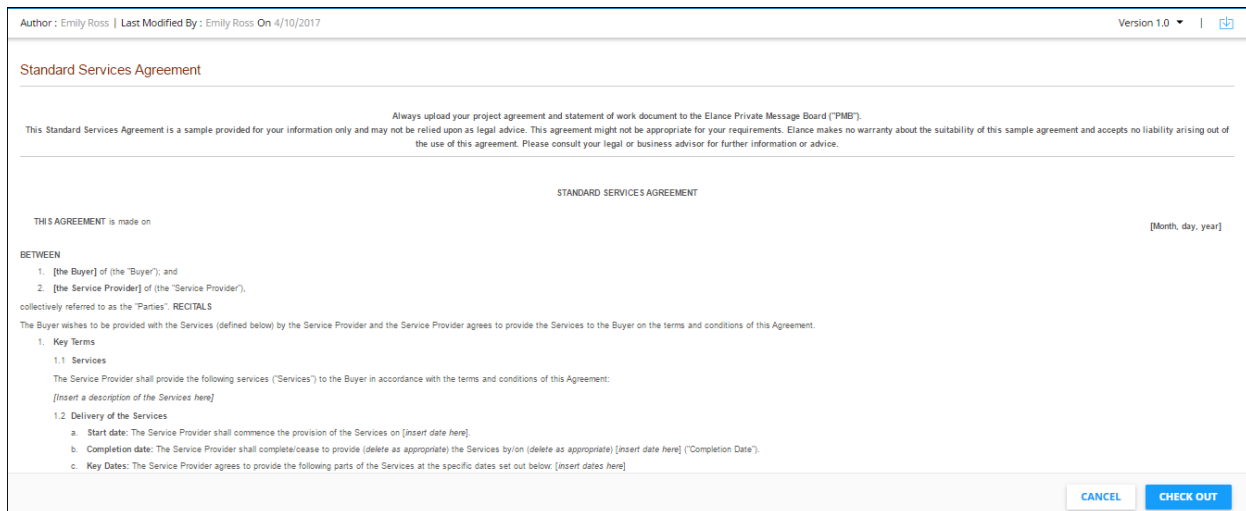 Author : Emily Ross | Last Modified By : Emily Ross On 4/10/2017
Version 1.0 |
Standard Services Agreement
Always upload your project agreement and statement of work document to the Elance Private Message Board ("PMB").
This Standard Services Agreement is a sample provided for your information only and may not be relied upon as legal advice. This agreement might not be appropriate for your requirements. Elance makes no warranty about the suitability of this sample agreement and accepts no liability arising out of
the use of this agreement. Please consult your legal or business advisor for further information or advice.
STANDARD SERVICES AGREEMENT
THIS AGREEMENT is made on
[Month, day, year]
BETWEEN
1. [the Buyer] of (the "Buyer"); and
2. [the Service Provider] of (the "Service Provider"),
collectively referred to as the "Parties". RECITALS
The Buyer wishes to be provided with the Services (defined below) by the Service Provider and the Service Provider agrees to provide the Services to the Buyer on the terms and conditions of this Agreement.
1. Key Terms
1.1 Services
The Service Provider shall provide the following services ("Services") to the Buyer in accordance with the terms and conditions of this Agreement:
[Insert a description of the Services here]
1.2 Delivery of the Services
a. Start date: The Service Provider shall commence the provision of the Services on [insert date here].
b. Completion date: The Service Provider shall complete/cease to provide (delete as appropriate) the Services by/on (delete as appropriate) [insert date here] ("Completion Date").
c. Key Dates: The Service Provider agrees to provide the following parts of the Services at the specific dates set out below: [insert dates here]
CANCEL
CHECK OUT